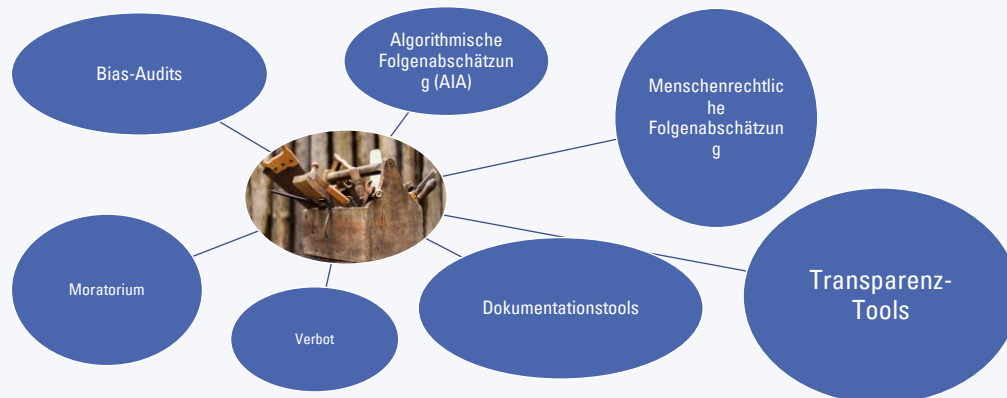 Bias-Audits
Algorithmische
Folgenabschätzun
g (AIA)
Menschenrechtlic
he
Folgenabschätzun
g
Moratorium
Verbot
Dokumentationstools
Transparenz-
Tools